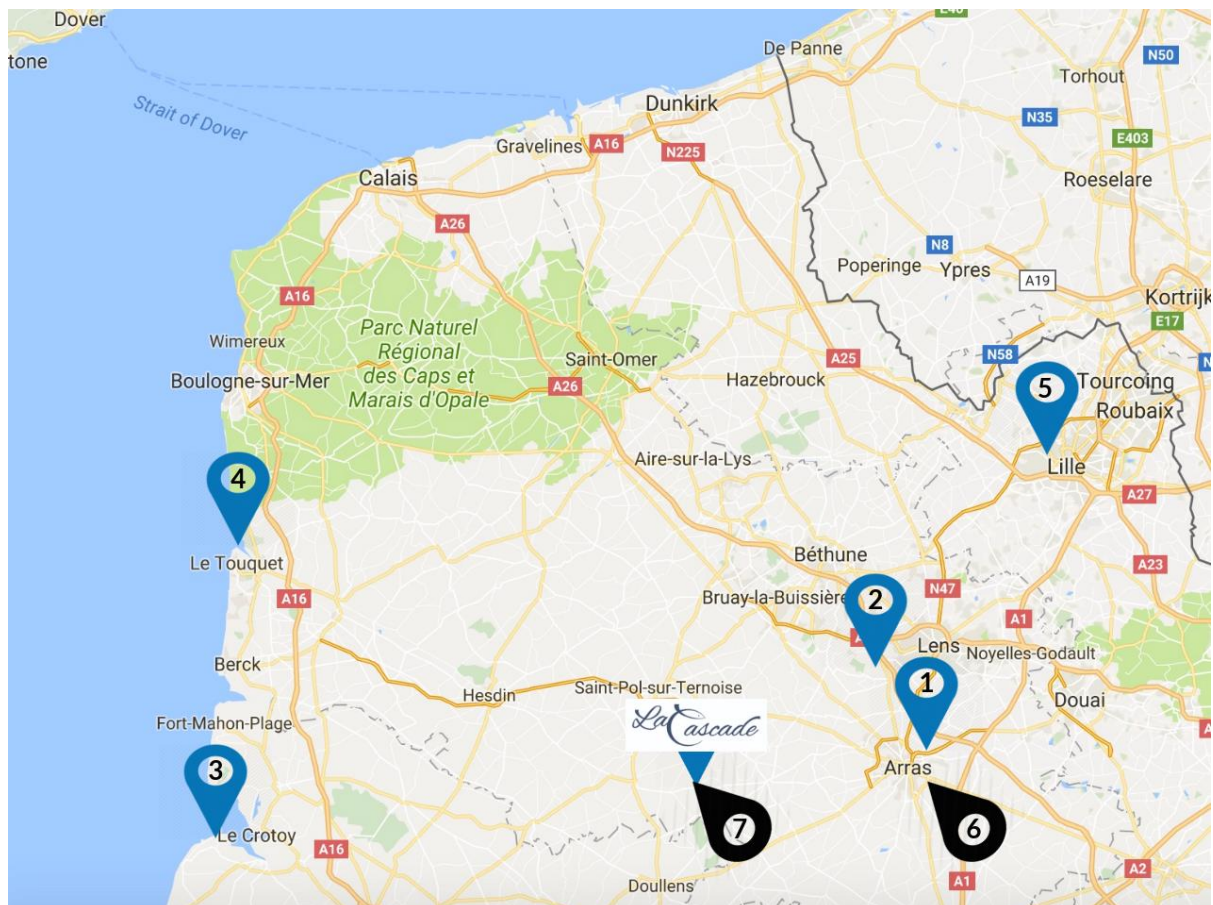 Dover
tone
Strait of Dover
De Panne
E40
N50
Torhout
Dunkirk
N35
Gravelines
A16
N225
E403
Calais
Roeselare
A26
N8
Poperinge
Ypres
A19
A16
Kortrijk
E17
Parc Naturel
Régional
des Caps et
Marais d'Opale
Wimereux
Saint-Omer
A25
N58
N
Boulogne-sur-Mer
A26
Hazebrouck
5
Tourcoing
Roubaix
Aire-sur-la-Lys
Lille
4
A27
Le Touquet
Béthune
A23
A16
Bruay-la-Buissière
N47
2
A1
A
Lens
Noyelles-Godault
Berck
1
Hesdin
Saint-Pol-sur-Ternoise
Douai
Fort-Mahon-Plage
La Cascade
A
3
Arras
7
6
Le Crotoy
A16
A2
Doullens
A1